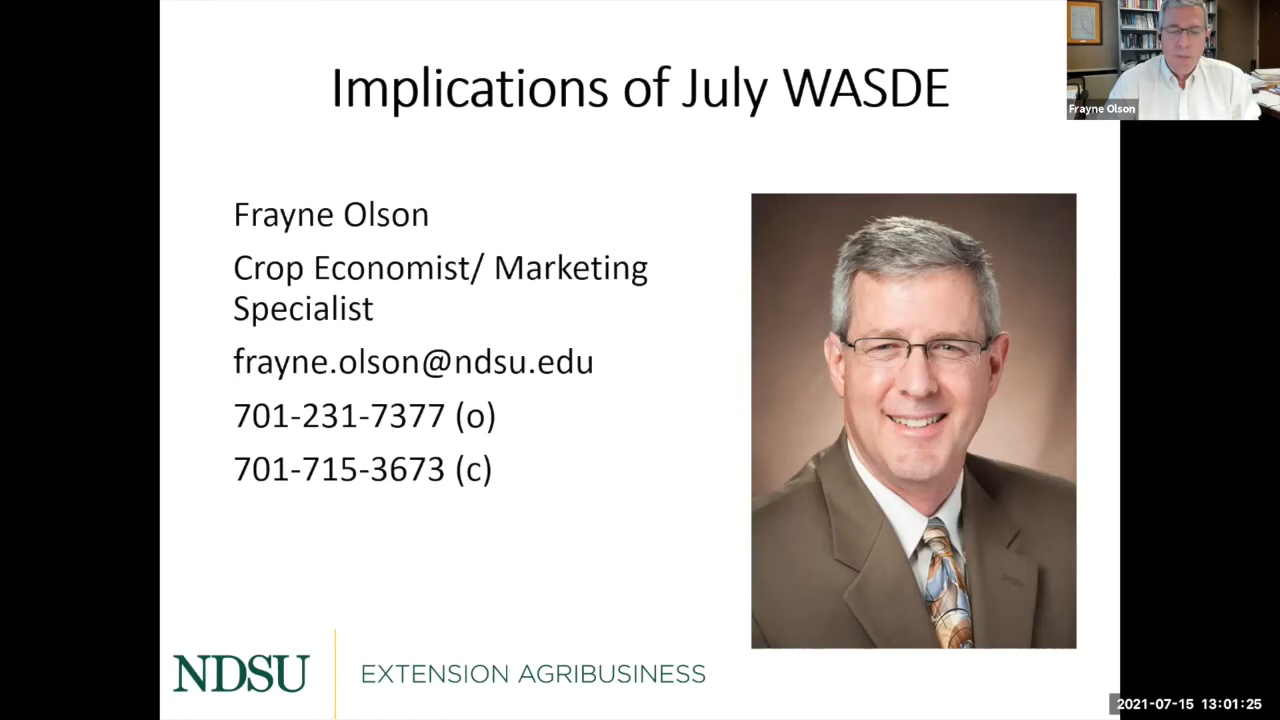 Implications of July WASDE
Frayne Olson
Frayne Olson
Crop Economist/ Marketing
Specialist
frayne.olson@ndsu.edu
701-231-7377 (o)
701-715-3673 (c)
NDSU
EXTENSION AGRIBUSINESS
2021-07-15 13:01:25